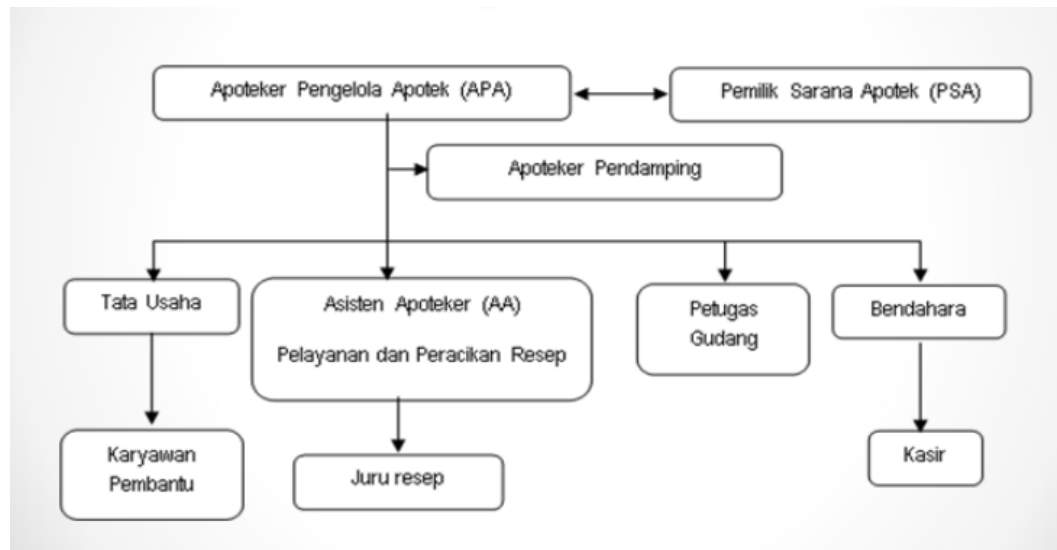 Apoteker Pengelola Apotek (APA)
Pemilik Sarana Apotek (PSA)
Apoteker Pendamping
Tata Usaha
Asisten Apoteker (AA)
Pelayanan dan Peracikan Resep
Petugas
Gudang
Bendahara
Karyawan
Pembantu
Juru resep
Kasir